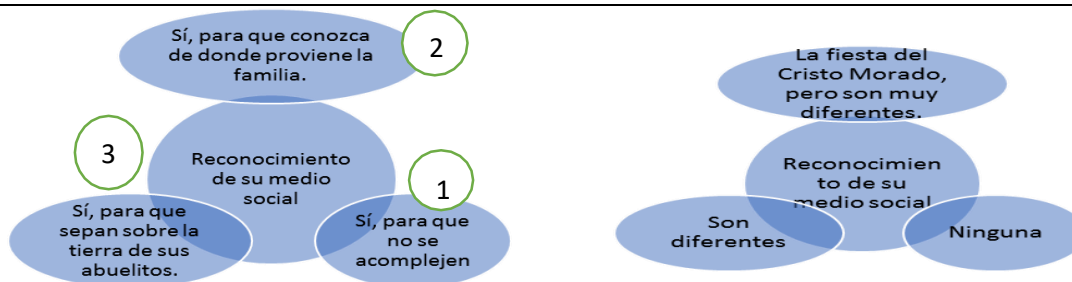 Sí, para que conozca
de donde proviene la
familia.
2
3
Reconocimiento
de su medio
social
1
Sí, para que
sepan sobre la
tierra de sus
abuelitos.
Sí, para que
no se
acomplejen
La fiesta del
Cristo Morado,
pero son muy
diferentes.
Reconocimien
to de su
medio social
Son
diferentes
Ninguna